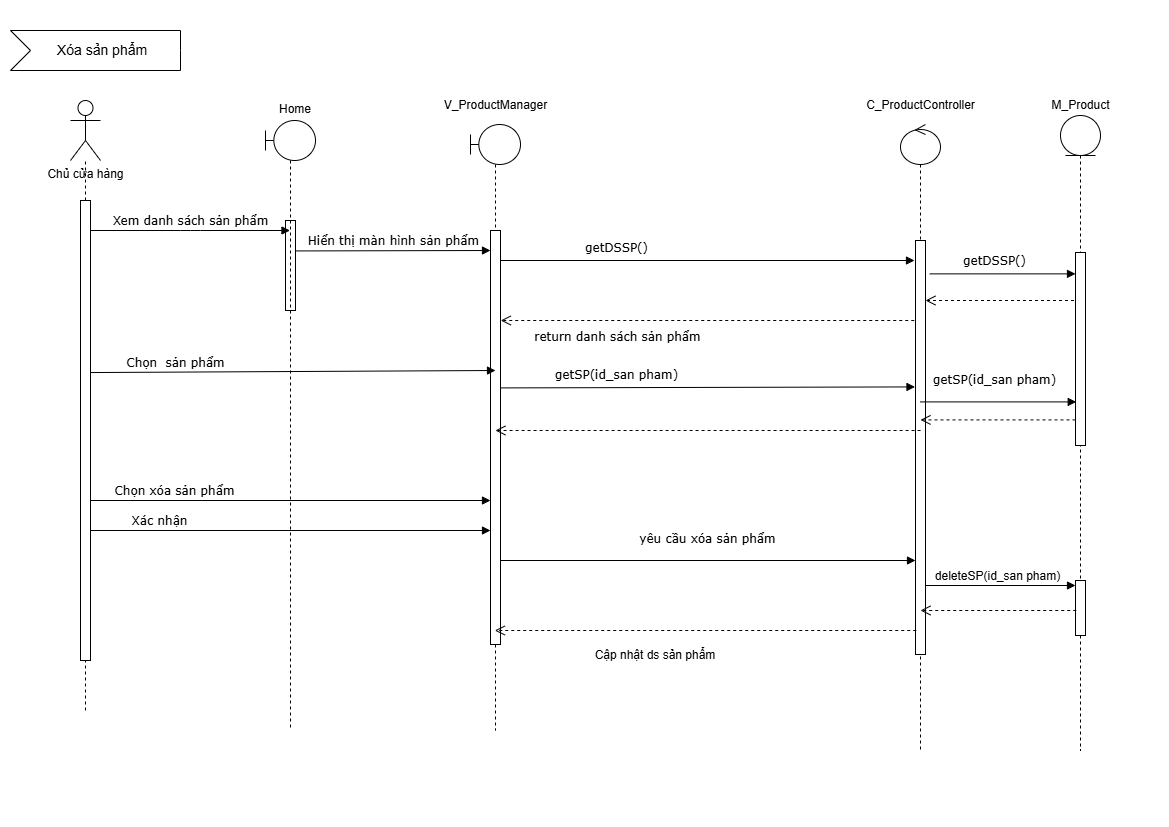 Xóa sản phẩm
Chủ cửa hàng
Home
V_ProductManager
C_ProductController
M_Product
Xem danh sách sản phẩm
Hiển thị màn hình sản phẩm
getDSSP()
getDSSP()
return danh sách sản phẩm
Chọn  sản phẩm
getSP(id_san pham)
getSP(id_san pham)
Chọn xóa sản phẩm
Xác nhận
yêu cầu xóa sản phẩm
deleteSP(id_san pham)
Cập nhật ds sản phẩm